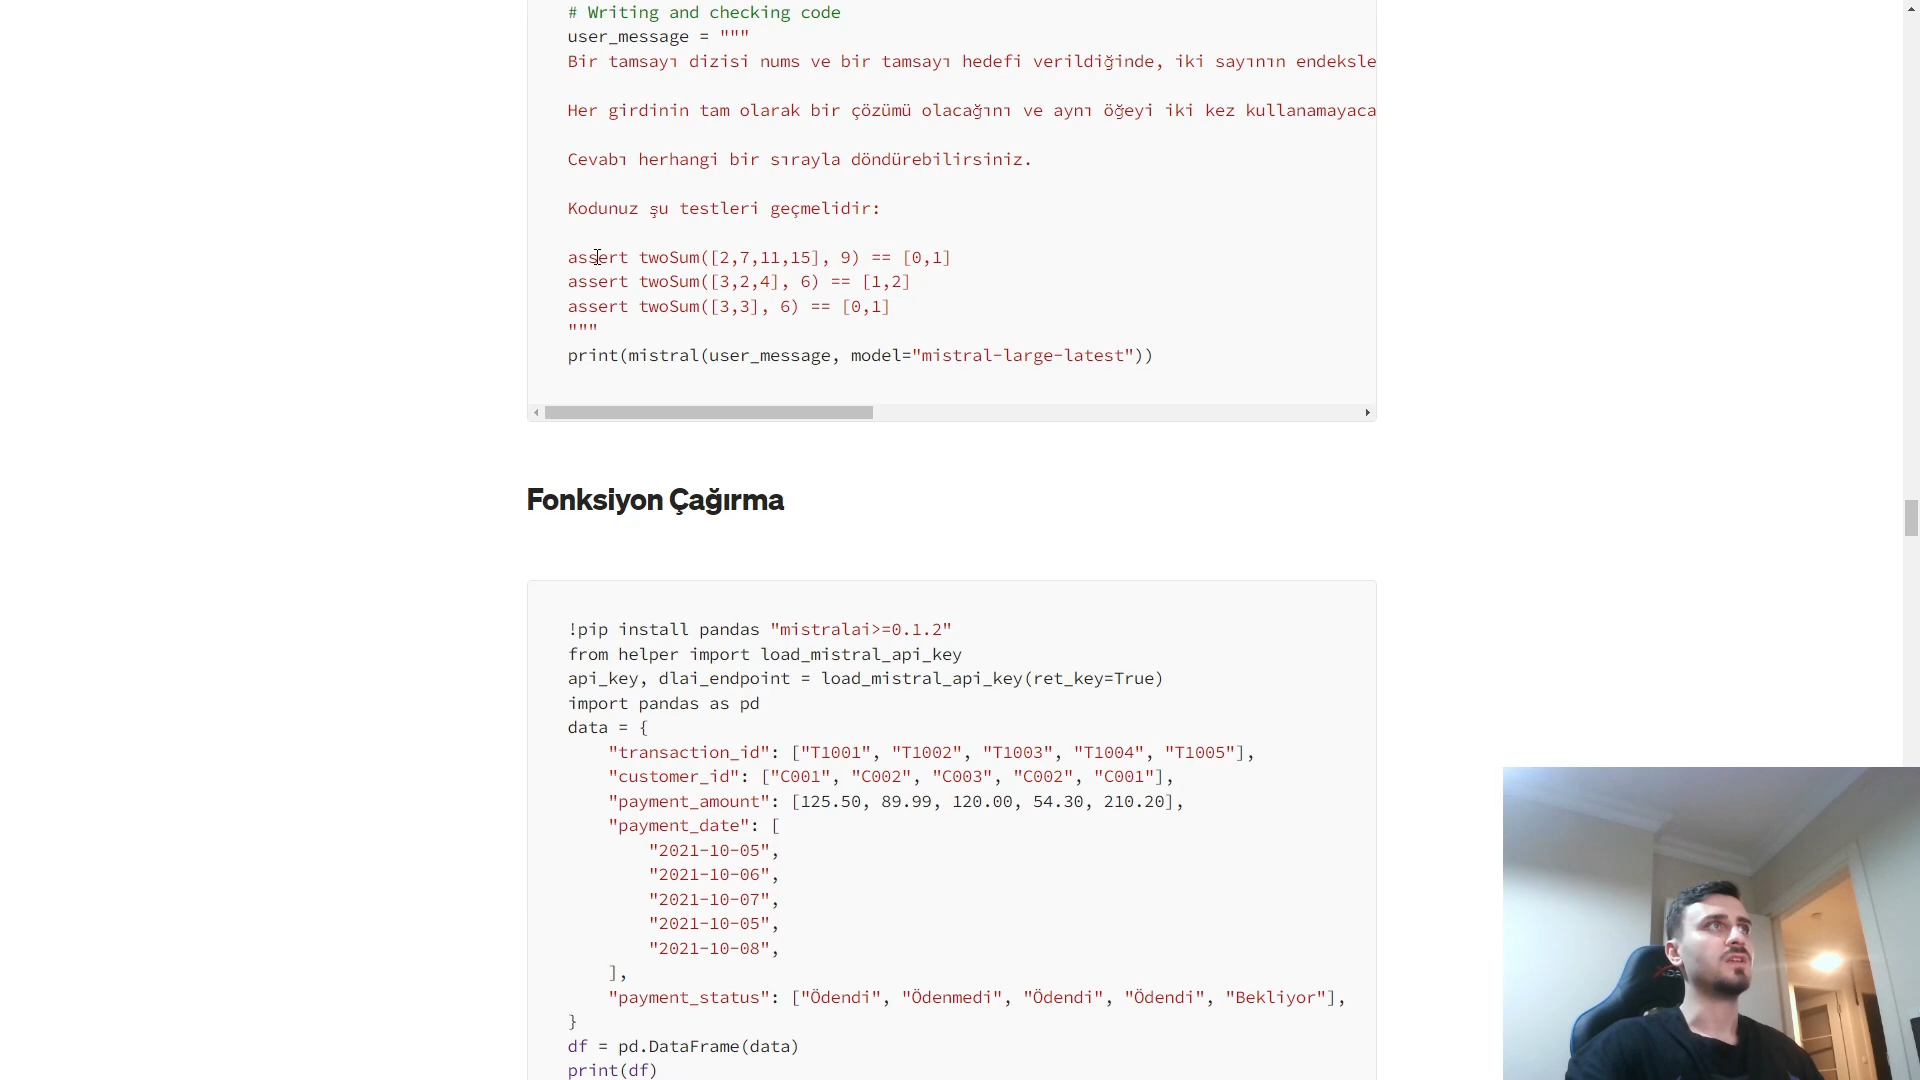 # Writing and checking code
user_message = """
Bir tamsayı dizisi nums ve bir tamsayı hedefi verildiğinde, iki sayının endeksle
Her girdinin tam olarak bir çözümü olacağını ve aynı öğeyi iki kez kullanamayaca
Cevabı herhangi bir sırayla döndürebilirsiniz.
Kodunuz şu testleri geçmelidir:
assert twoSum([2,7,11,15], 9) == [0,1]
assert twoSum([3,2,4], 6) == [1,2]
assert twoSum([3,3], 6) == [0,1]
"""
print(mistral(user_message, model="mistral-large-latest"))
Fonksiyon Çağırma
!pip install pandas "mistralai>=0.1.2"
from helper import load_mistral_api_key
api_key, dlai_endpoint = load_mistral_api_key(ret_key=True)
import pandas as pd
data = {
    "transaction_id": ["T1001", "T1002", "T1003", "T1004", "T1005"],
    "customer_id": ["C001", "C002", "C003", "C002", "C001"],
    "payment_amount": [125.50, 89.99, 120.00, 54.30, 210.20],
    "payment_date": [
        "2021-10-05",
        "2021-10-06",
        "2021-10-07",
        "2021-10-05",
        "2021-10-08",
    ],
    "payment_status": ["Ödendi", "Ödenmedi", "Ödendi", "Ödendi", "Bekliyor"],
}
df = pd.DataFrame(data)
print(df)